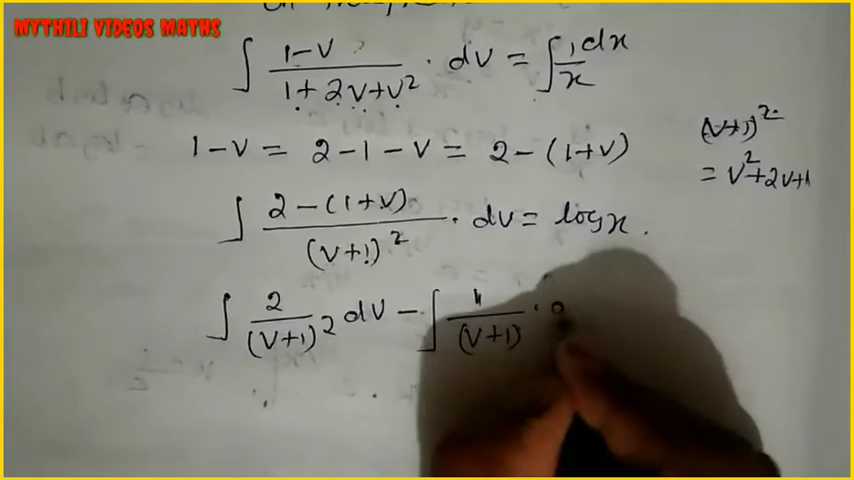 MYTHILI VIDEOS MATHS
∫ 1-V / 1+2V+V² · dV = ∫ 1/x dx
1-V = 2-1-V = 2-(1+V)
(V+1)²
= V²+2V+1
∫ 2-(1+V) / (V+1)² · dV = log x.
∫ 2 / (V+1)² dV - ∫ 1 / (V+1) ·